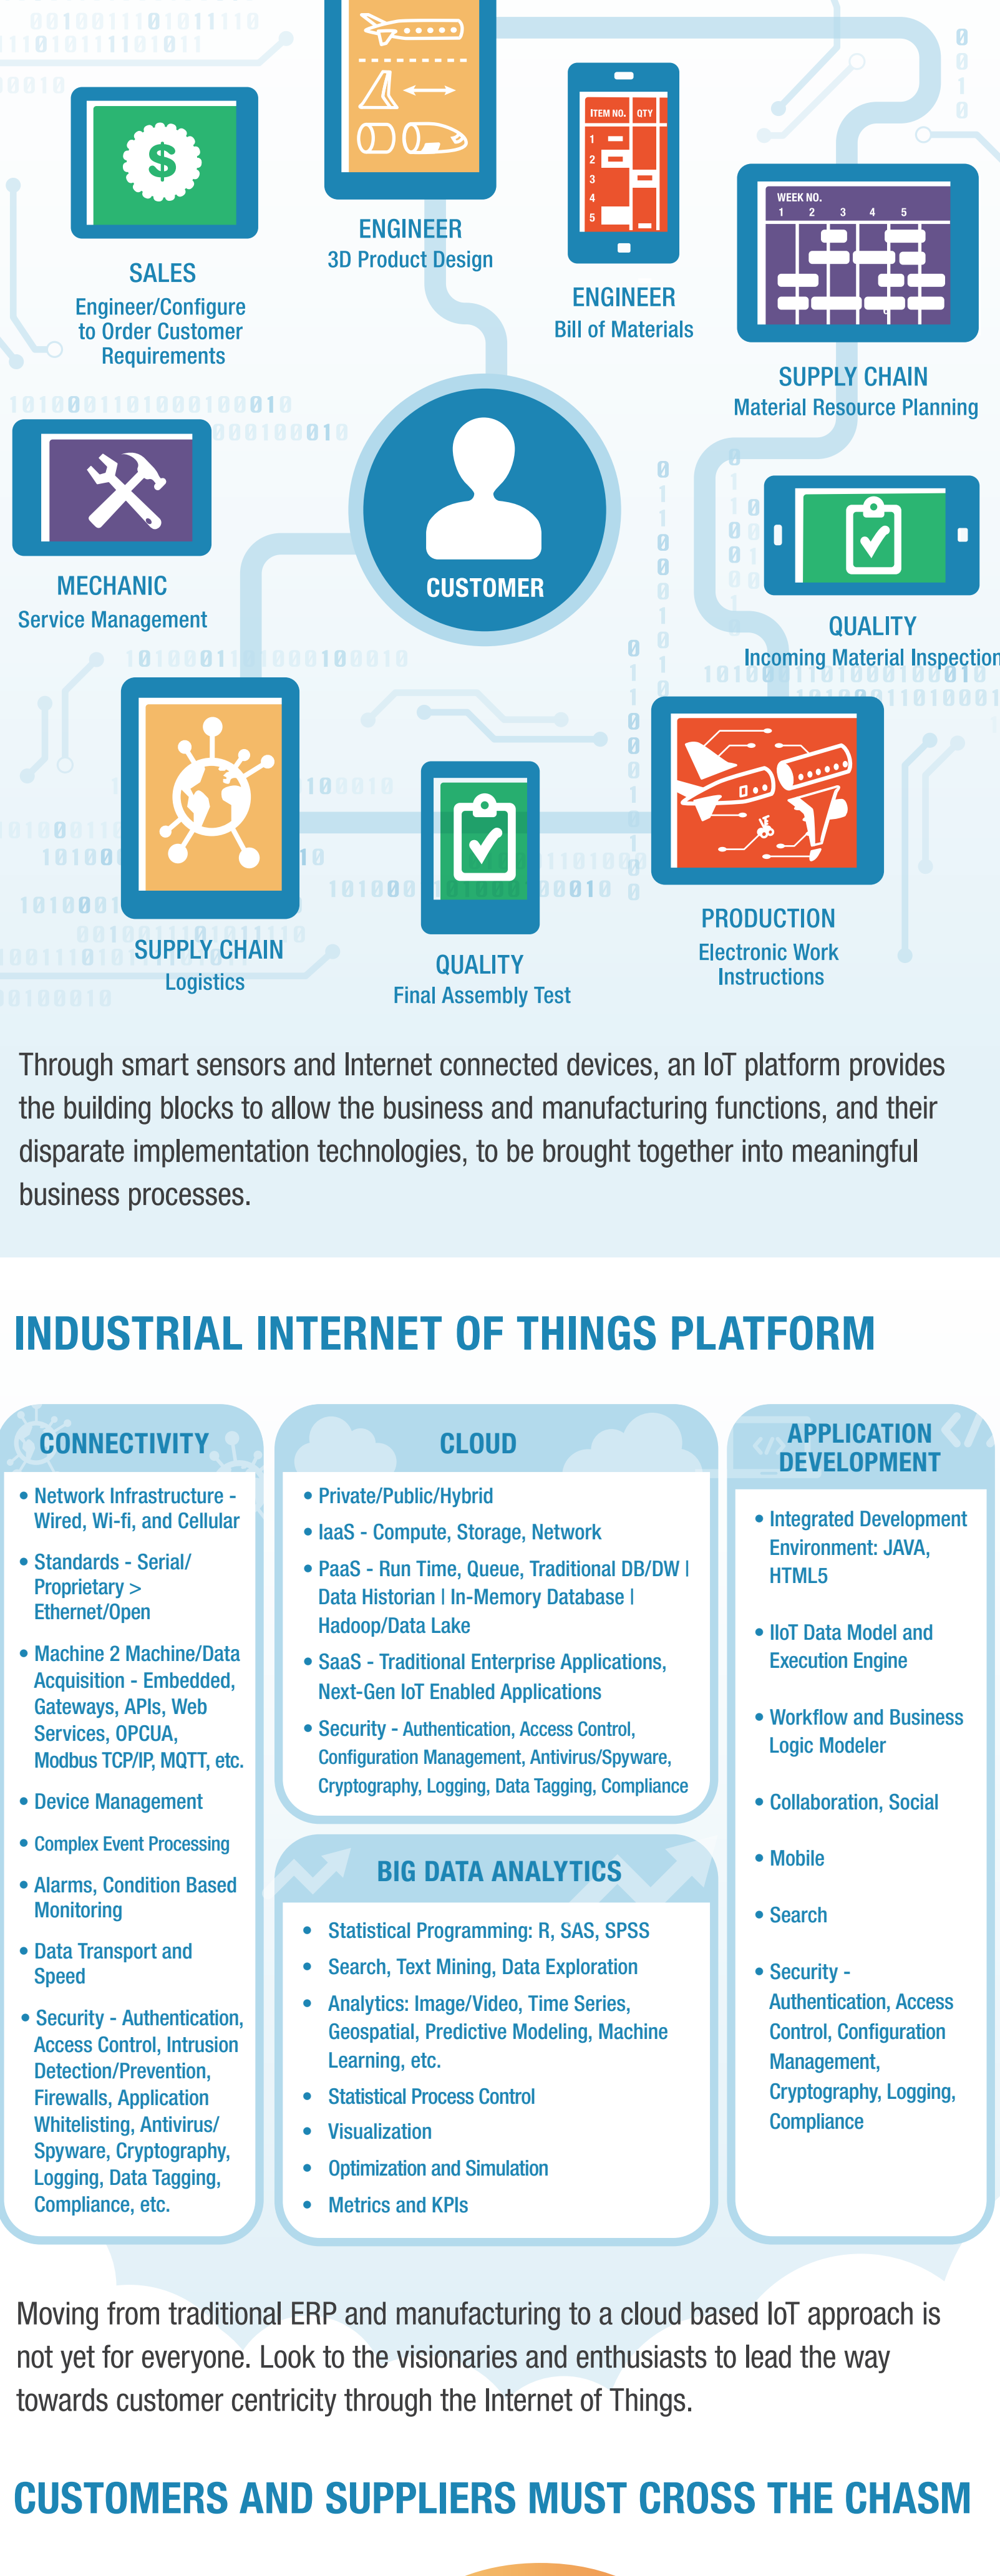 ITEM NO. QTY
1
2
3
4
5
WEEK NO.
1 2 3 4 5
SALES
Engineer/Configure
to Order Customer
Requirements
ENGINEER
3D Product Design
ENGINEER
Bill of Materials
SUPPLY CHAIN
Material Resource Planning
MECHANIC
Service Management
CUSTOMER
QUALITY
Incoming Material Inspection
SUPPLY CHAIN
Logistics
QUALITY
Final Assembly Test
PRODUCTION
Electronic Work
Instructions
Through smart sensors and Internet connected devices, an IoT platform provides
the building blocks to allow the business and manufacturing functions, and their
disparate implementation technologies, to be brought together into meaningful
business processes.
INDUSTRIAL INTERNET OF THINGS PLATFORM
CONNECTIVITY
• Network Infrastructure -
Wired, Wi-fi, and Cellular
• Standards - Serial/
Proprietary >
Ethernet/Open
• Machine 2 Machine/Data
Acquisition - Embedded,
Gateways, APIs, Web
Services, OPCUA,
Modbus TCP/IP, MQTT, etc.
• Device Management
• Complex Event Processing
• Alarms, Condition Based
Monitoring
• Data Transport and
Speed
• Security - Authentication,
Access Control, Intrusion
Detection/Prevention,
Firewalls, Application
Whitelisting, Antivirus/
Spyware, Cryptography,
Logging, Data Tagging,
Compliance, etc.
CLOUD
• Private/Public/Hybrid
• IaaS - Compute, Storage, Network
• PaaS - Run Time, Queue, Traditional DB/DW |
Data Historian | In-Memory Database |
Hadoop/Data Lake
• SaaS - Traditional Enterprise Applications,
Next-Gen IoT Enabled Applications
• Security - Authentication, Access Control,
Configuration Management, Antivirus/Spyware,
Cryptography, Logging, Data Tagging, Compliance
BIG DATA ANALYTICS
• Statistical Programming: R, SAS, SPSS
• Search, Text Mining, Data Exploration
• Analytics: Image/Video, Time Series,
Geospatial, Predictive Modeling, Machine
Learning, etc.
• Statistical Process Control
• Visualization
• Optimization and Simulation
• Metrics and KPIs
APPLICATION
DEVELOPMENT
• Integrated Development
Environment: JAVA,
HTML5
• IIoT Data Model and
Execution Engine
• Workflow and Business
Logic Modeler
• Collaboration, Social
• Mobile
• Search
• Security -
Authentication, Access
Control, Configuration
Management,
Cryptography, Logging,
Compliance
Moving from traditional ERP and manufacturing to a cloud based IoT approach is
not yet for everyone. Look to the visionaries and enthusiasts to lead the way
towards customer centricity through the Internet of Things.
CUSTOMERS AND SUPPLIERS MUST CROSS THE CHASM